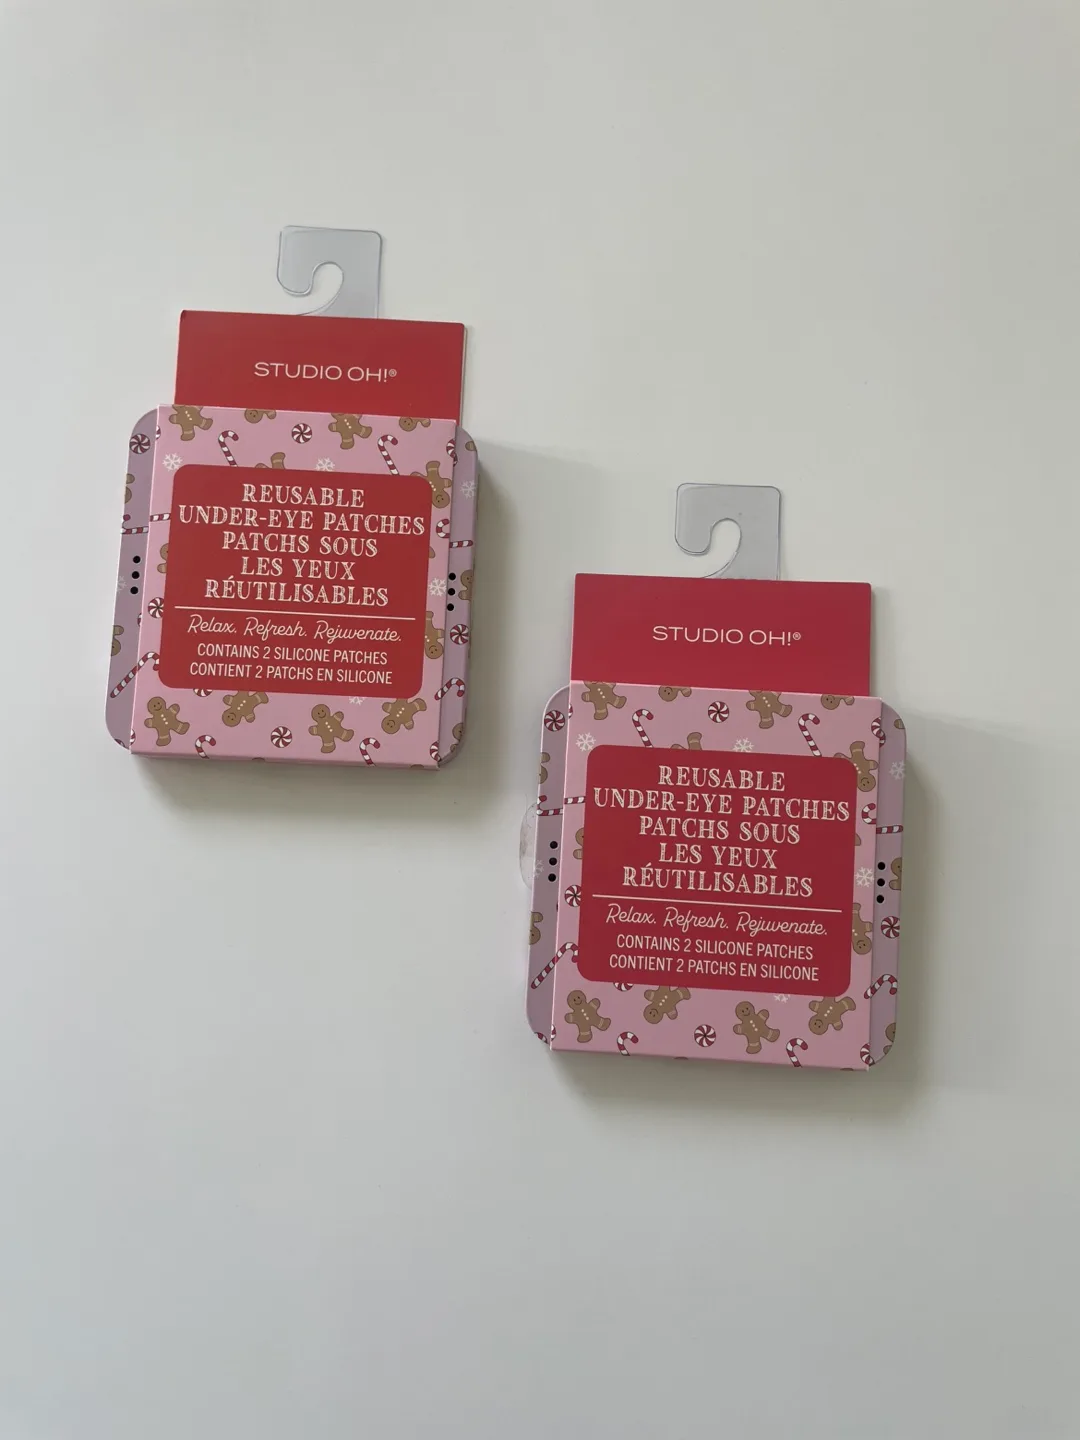 STUDIO OH!®
REUSABLE
UNDER-EYE PATCHES
PATCHS SOUS
LES YEUX
RÉUTILISABLES
Relax. Refresh. Rejuvenate.
CONTAINS 2 SILICONE PATCHES
CONTIENT 2 PATCHS EN SILICONE
STUDIO OH!®
REUSABLE
UNDER-EYE PATCHES
PATCHS SOUS
LES YEUX
RÉUTILISABLES
Relax. Refresh. Rejuvenate.
CONTAINS 2 SILICONE PATCHES
CONTIENT 2 PATCHS EN SILICONE